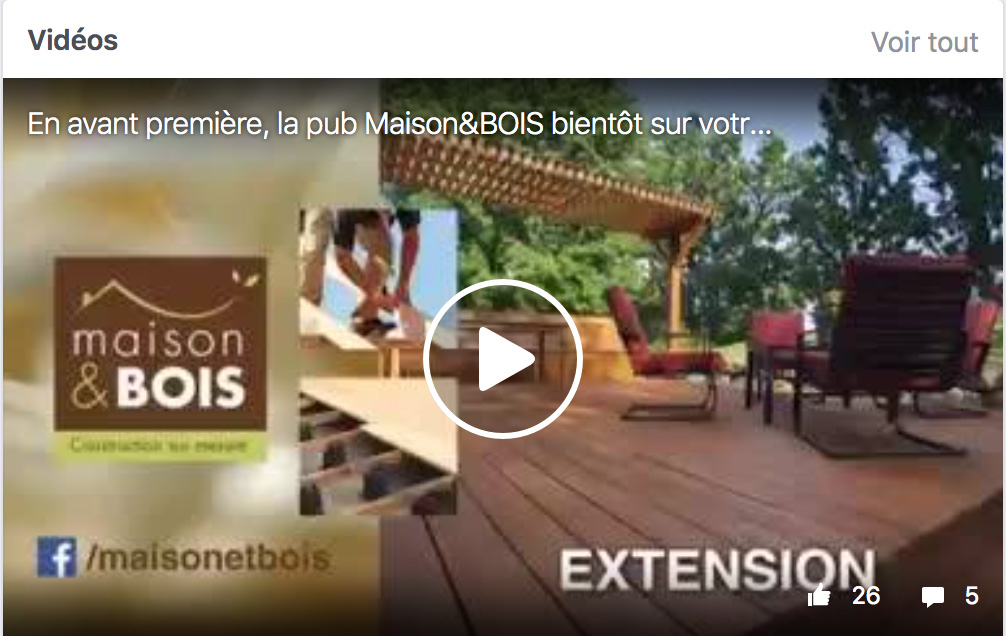 Vidéos
Voir tout
En avant première, la pub Maison&BOIS bientôt sur votr...
maison
& BOIS
Construction sur mesure
f /maisonetbois
EXTENSION
26
5